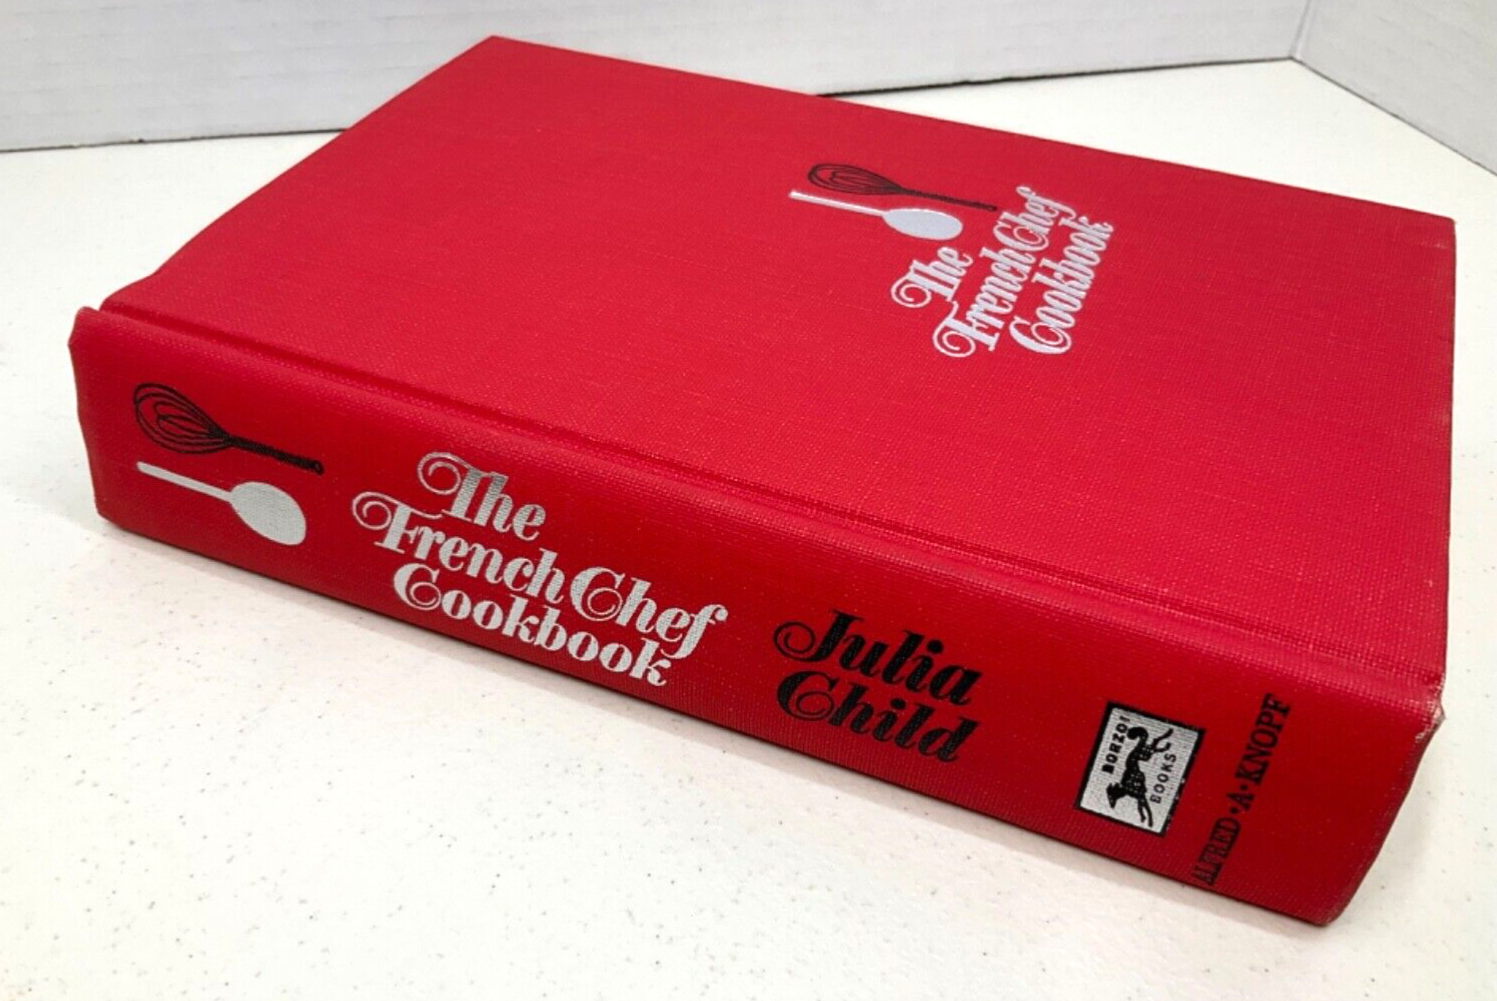 The
French Chef
Cookbook
The
French Chef
Cookbook
Julia
Child
BORZOI
BOOKS
ALFRED·A·KNOPF